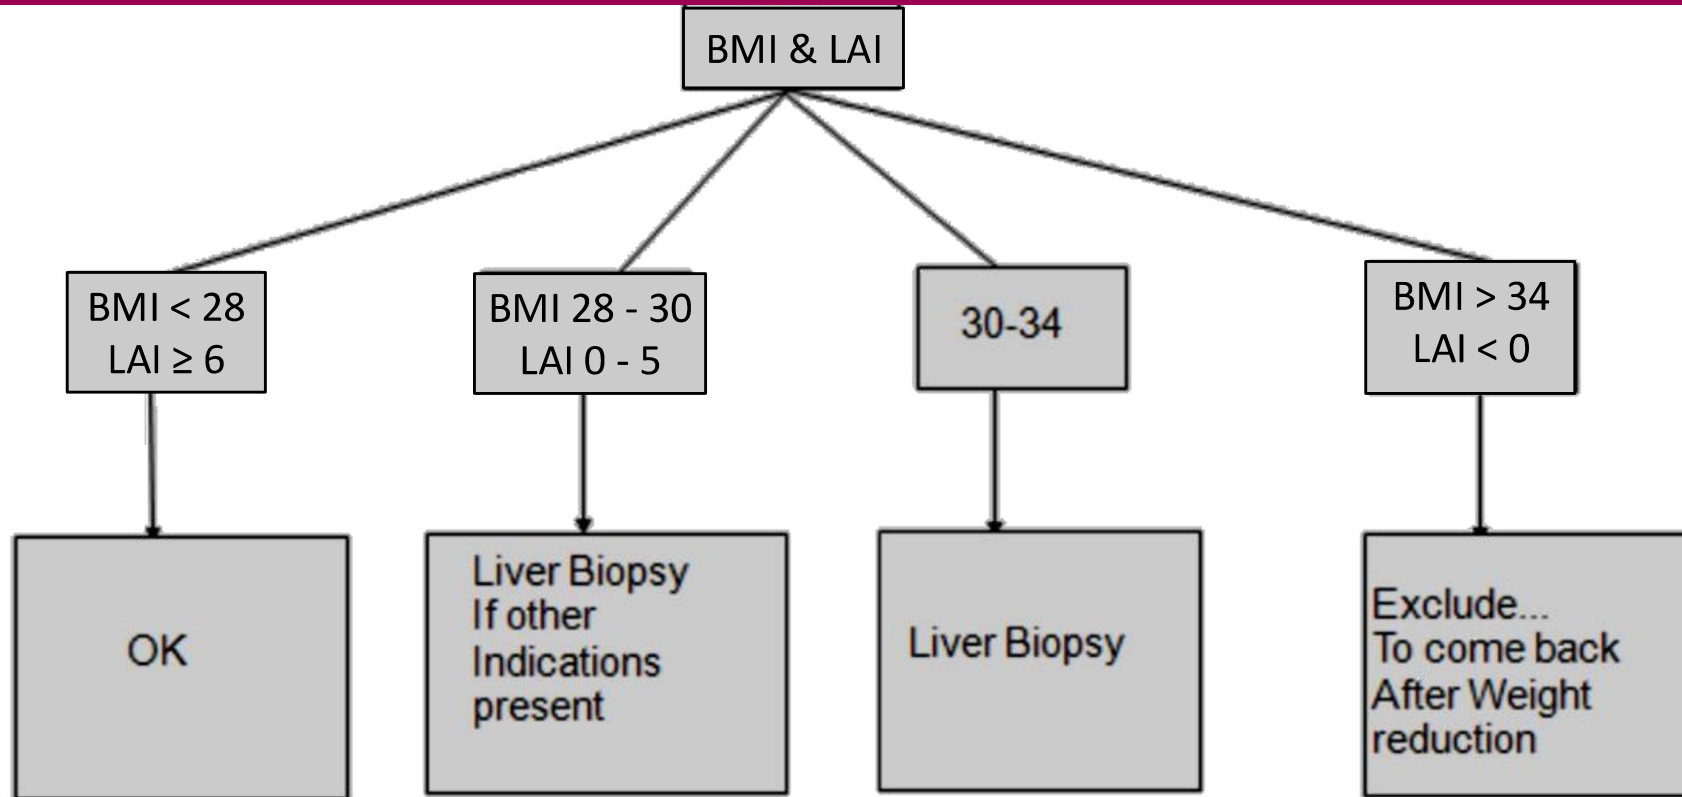 BMI & LAI
BMI < 28
LAI ≥ 6
BMI 28 - 30
LAI 0 - 5
30-34
BMI > 34
LAI < 0
OK
Liver Biopsy
If other
Indications
present
Liver Biopsy
Exclude...
To come back
After Weight
reduction